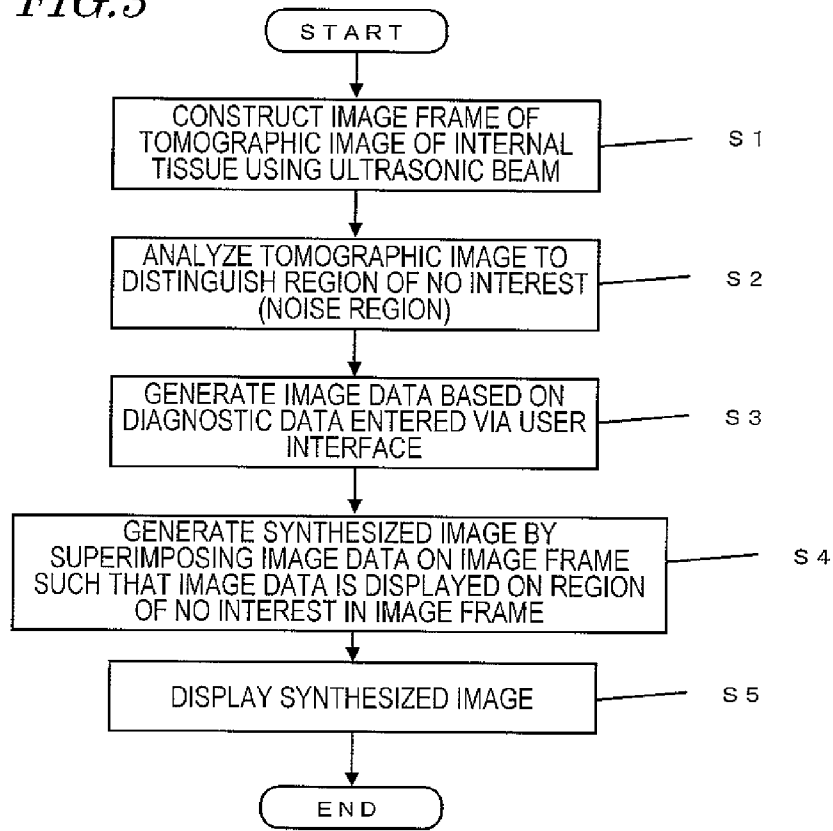 FIG.5
START
CONSTRUCT IMAGE FRAME OF
TOMOGRAPHIC IMAGE OF INTERNAL
TISSUE USING ULTRASONIC BEAM
S1
ANALYZE TOMOGRAPHIC IMAGE TO
DISTINGUISH REGION OF NO INTEREST
(NOISE REGION)
S2
GENERATE IMAGE DATA BASED ON
DIAGNOSTIC DATA ENTERED VIA USER
INTERFACE
S3
GENERATE SYNTHESIZED IMAGE BY
SUPERIMPOSING IMAGE DATA ON IMAGE FRAME
SUCH THAT IMAGE DATA IS DISPLAYED ON REGION
OF NO INTEREST IN IMAGE FRAME
S4
DISPLAY SYNTHESIZED IMAGE
S5
END